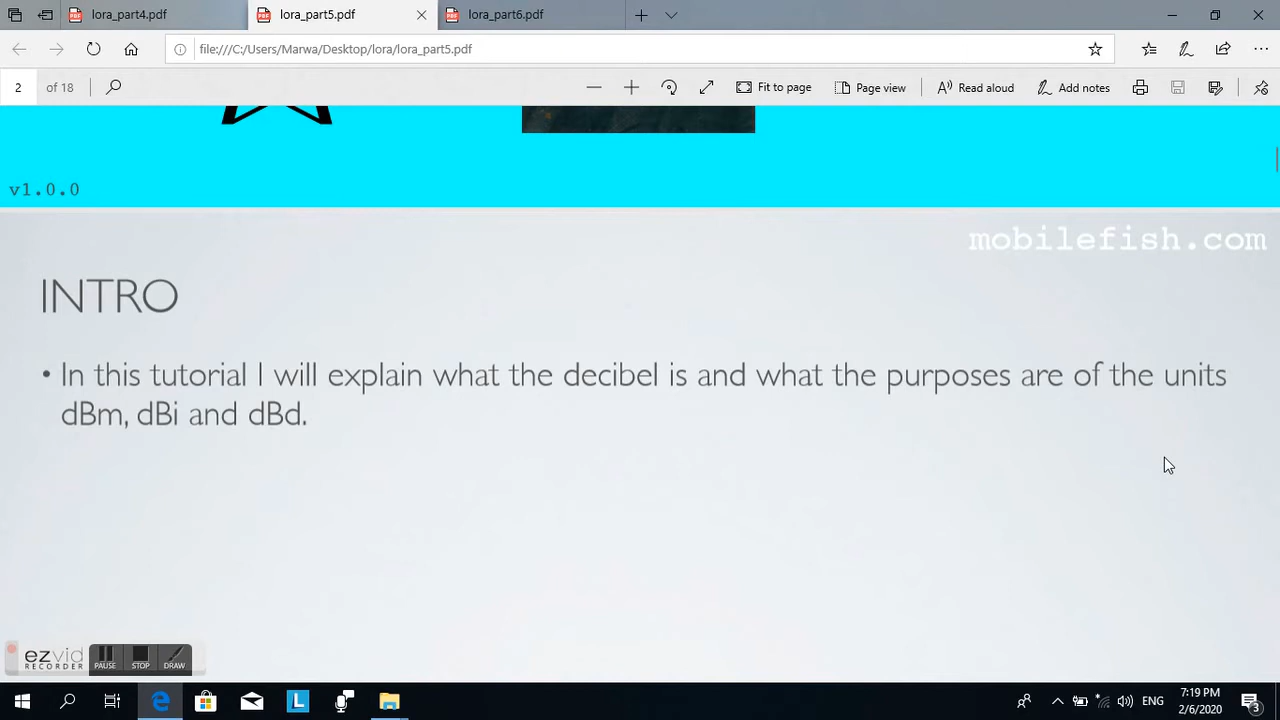 lora_part4.pdf
lora_part5.pdf
lora_part6.pdf
file:///C:/Users/Marwa/Desktop/lora/lora_part5.pdf
2 of 18
Fit to page
Page view
Read aloud
Add notes
v1.0.0
mobilefish.com
INTRO
• In this tutorial I will explain what the decibel is and what the purposes are of the units
dBm, dBi and dBd.
ezvid
RECORDER
PAUSE
STOP
DRAW
L
ENG
7:19 PM
2/6/2020
3